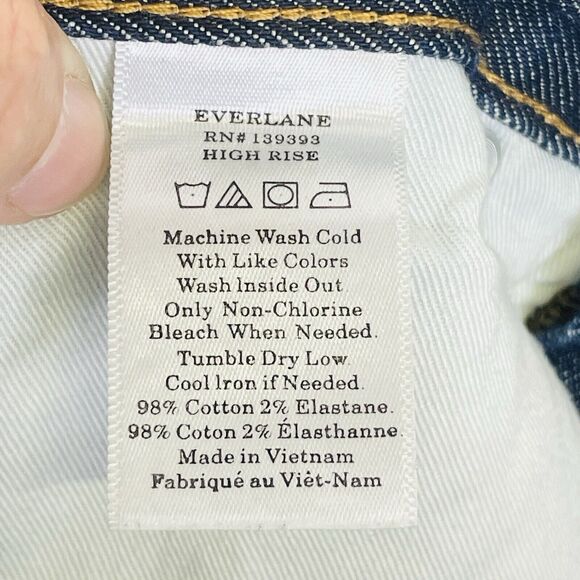 EVERLANE
RN# 139393
HIGH RISE
Machine Wash Cold
With Like Colors
Wash Inside Out
Only Non-Chlorine
Bleach When Needed.
Tumble Dry Low.
Cool Iron if Needed.
98% Cotton 2% Elastane.
98% Coton 2% Élasthanne.
Made in Vietnam
Fabriqué au Viêt-Nam